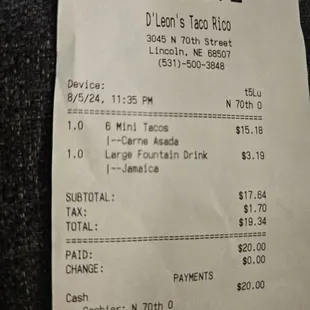 D'Leon's Taco Rico
3045 N 70th Street
Lincoln, NE 68507
(531)-500-3848
Device: t5Lu
8/5/24, 11:35 PM N 70th O
==============================
1.0 6 Mini Tacos $15.18
|--Carne Asada
1.0 Large Fountain Drink $3.19
|--Jamaica
SUBTOTAL: $17.64
TAX: $1.70
TOTAL: $19.34
==============================
PAID: $20.00
CHANGE: $0.00
PAYMENTS
Cash $20.00
Cashier: N 70th O